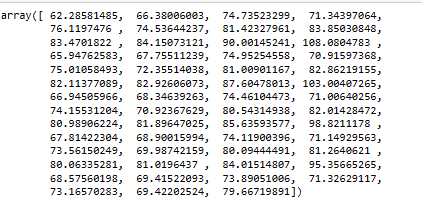 array([ 62.28581485,  66.38006003,  74.73523299,  71.34397064,
        76.1197476 ,  74.53644237,  81.42327961,  83.85030848,
        83.4701822 ,  84.15073121,  90.00145241, 108.0804783 ,
        65.94762583,  67.75511239,  74.95254558,  70.91597368,
        75.01058493,  72.35514038,  81.00901167,  82.86219155,
        82.11377089,  82.92606073,  87.60478013, 103.00407265,
        66.94505966,  68.34639263,  74.46104473,  71.00640256,
        74.15531204,  70.92367629,  80.54314938,  82.01428472,
        80.98906224,  81.89647025,  85.63593577,  98.8211178 ,
        67.81422304,  68.90015994,  74.11900396,  71.14929563,
        73.56150249,  69.98742159,  80.09444491,  81.2640621 ,
        80.06335281,  81.0196437 ,  84.01514807,  95.35665265,
        68.57560198,  69.41022504,  73.89051006,  71.32629117,
        73.16570283,  69.42202524,  79.66719891])